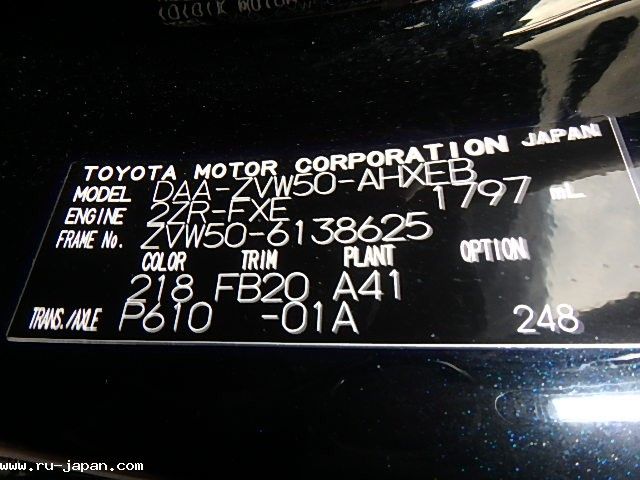 TOYOTA MOTOR CORPORATION JAPAN
MODEL DAA-ZVW50-AHXEB
ENGINE 2ZR-FXE 1797 mL
FRAME No. ZVW50-6138625
COLOR TRIM PLANT OPTION
218 FB20 A41
TRANS./AXLE P610 -01A 248
www.ru-japan.com